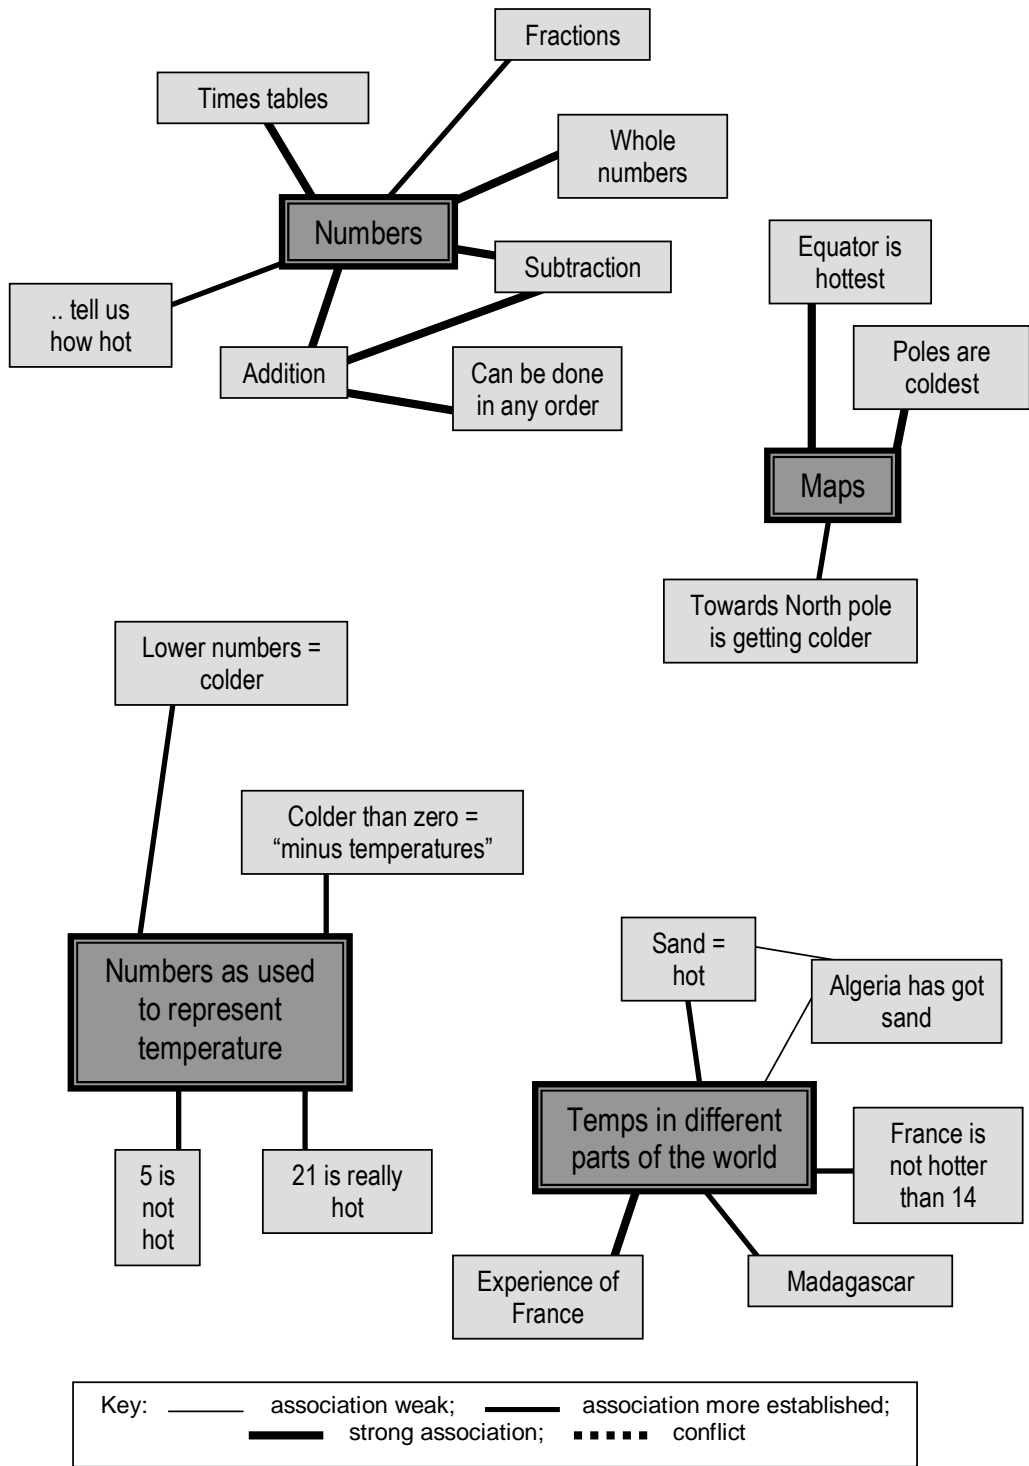 Fractions
Times tables
Whole
numbers
Numbers
Subtraction
.. tell us
how hot
Addition
Can be done
in any order
Equator is
hottest
Poles are
coldest
Maps
Towards North pole
is getting colder
Lower numbers =
colder
Colder than zero =
“minus temperatures”
Numbers as used
to represent
temperature
5 is
not
hot
21 is really
hot
Sand =
hot
Algeria has got
sand
Temps in different
parts of the world
France is
not hotter
than 14
Experience of
France
Madagascar
Key: association weak; association more established;
strong association; conflict